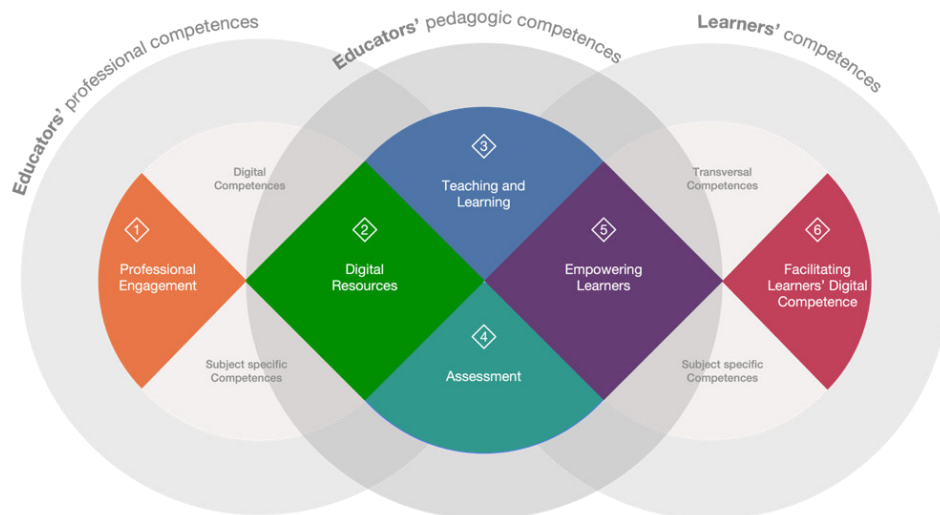 Educators' professional competences
Educators' pedagogic competences
Learners' competences
Digital
Competences
3
Teaching and
Learning
Transversal
Competences
1
Professional
Engagement
2
Digital
Resources
5
Empowering
Learners
6
Facilitating
Learners' Digital
Competence
4
Assessment
Subject specific
Competences
Subject specific
Competences